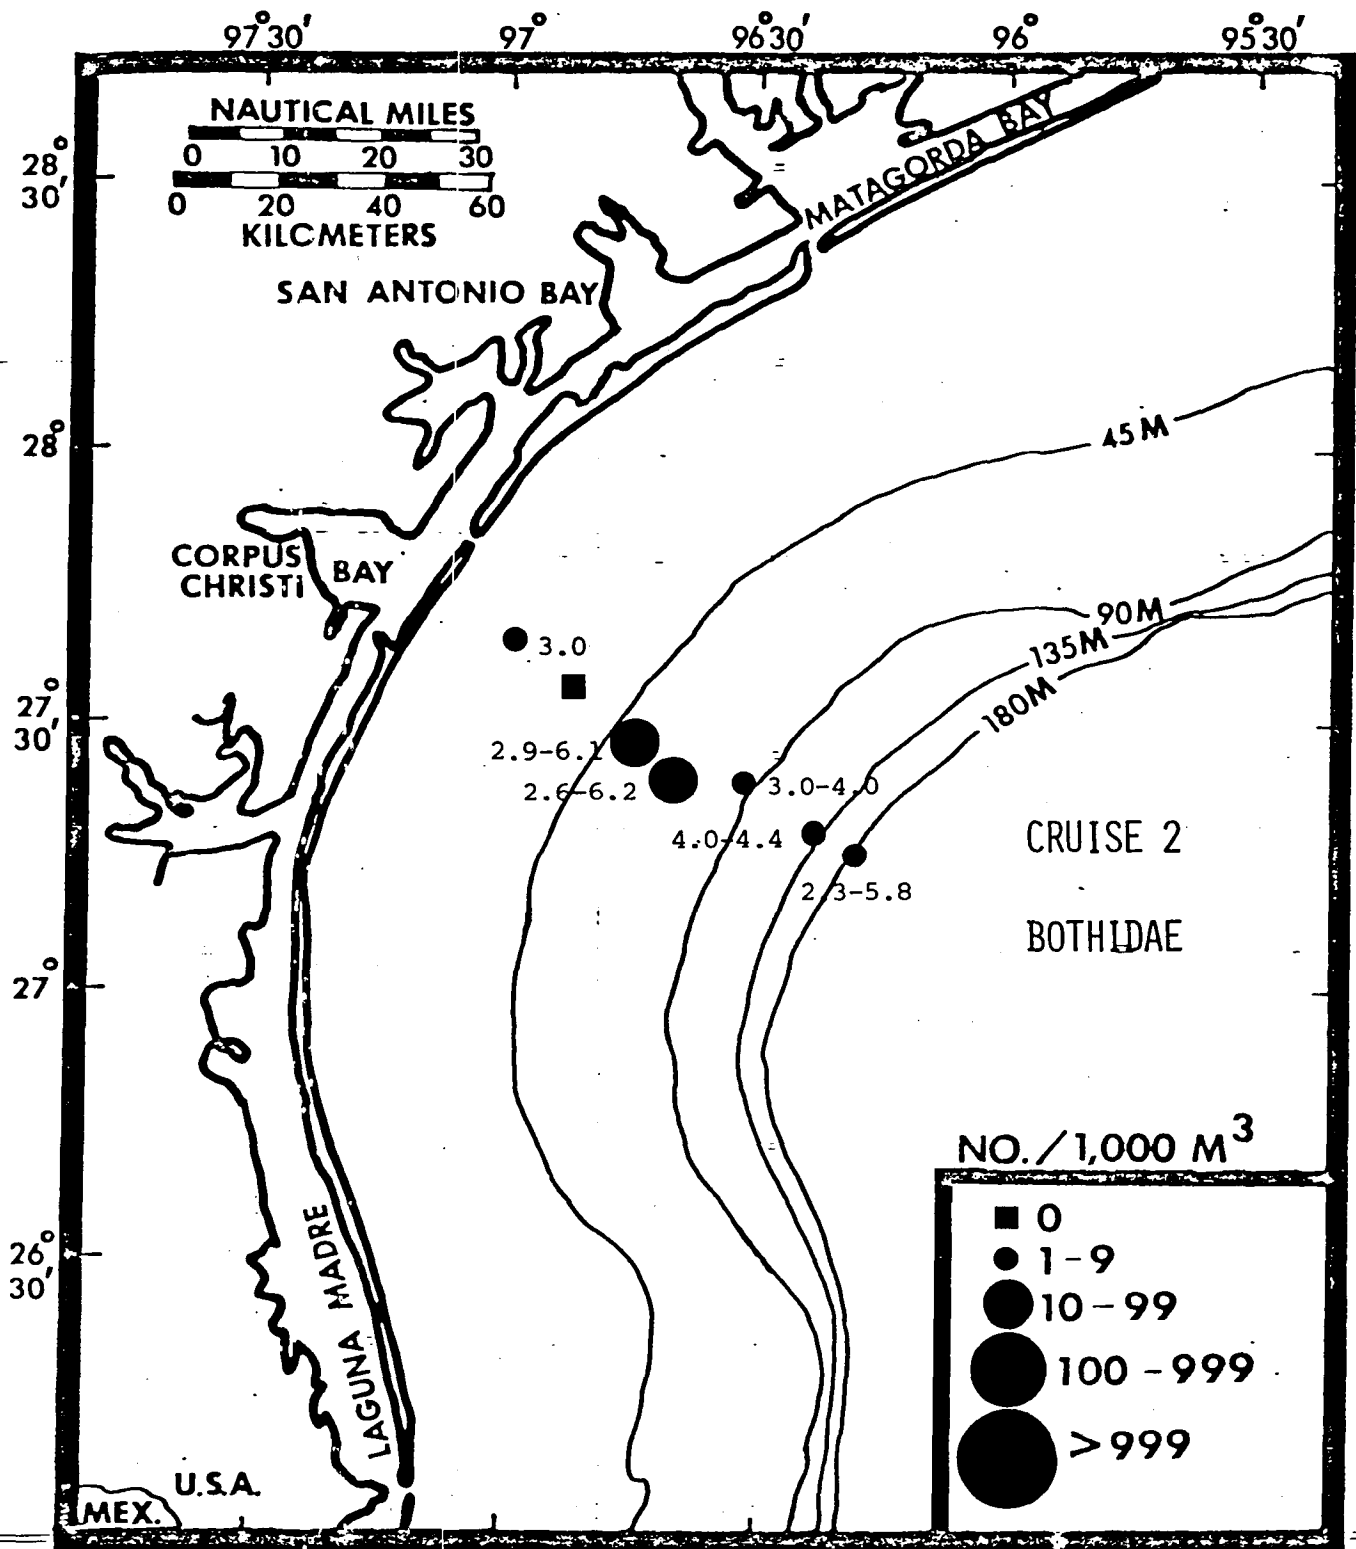 97°30'
97°
96°30'
96°
95°30'
NAUTICAL MILES
0 10 20 30
0 20 40 60
KILOMETERS
28°
30'
MATAGORDA BAY
SAN ANTONIO BAY
28°
45M
CORPUS
CHRISTI
BAY
90M
135M
180M
3.0
27°
30'
2.9-6.1
2.6-6.2
3.0-4.0
4.0-4.4
2.3-5.8
CRUISE 2
BOTHIDAE
27°
26°
30'
LAGUNA MADRE
U.S.A.
MEX.
NO./1,000 M³
0
1-9
10-99
100-999
>999